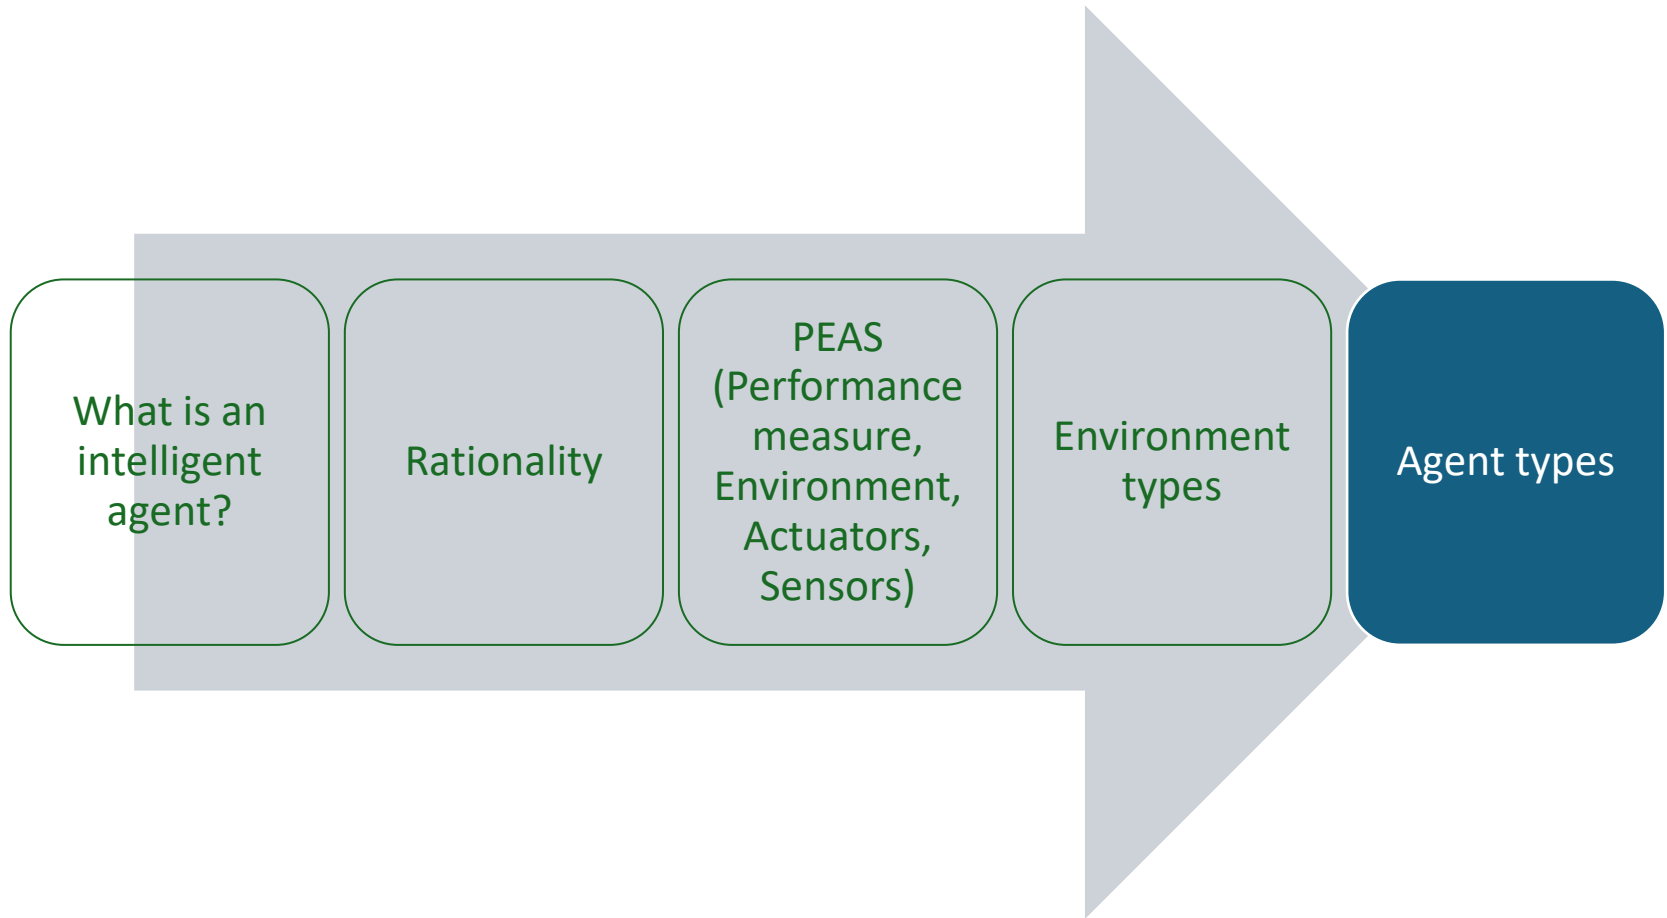 What is an
intelligent
agent?
Rationality
PEAS
(Performance
measure,
Environment,
Actuators,
Sensors)
Environment
types
Agent types